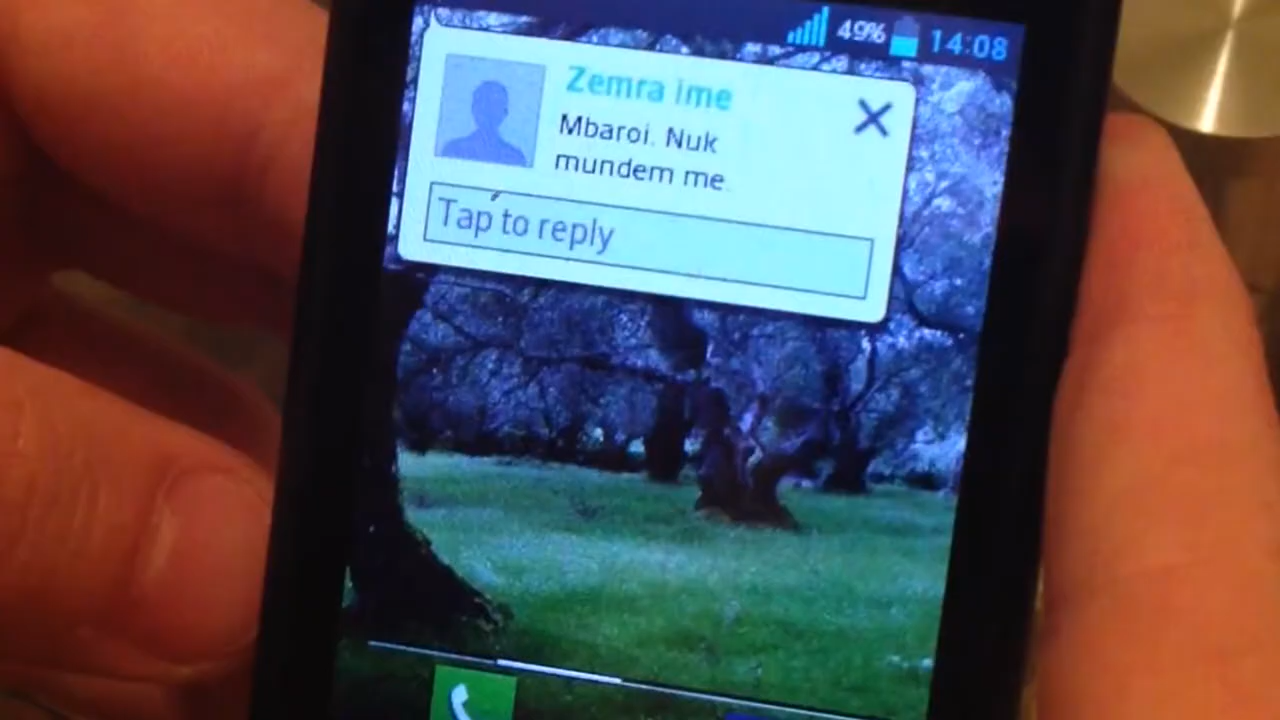 49% 14:08
Zemra ime
Mbaroi. Nuk
mundem me.
Tap to reply